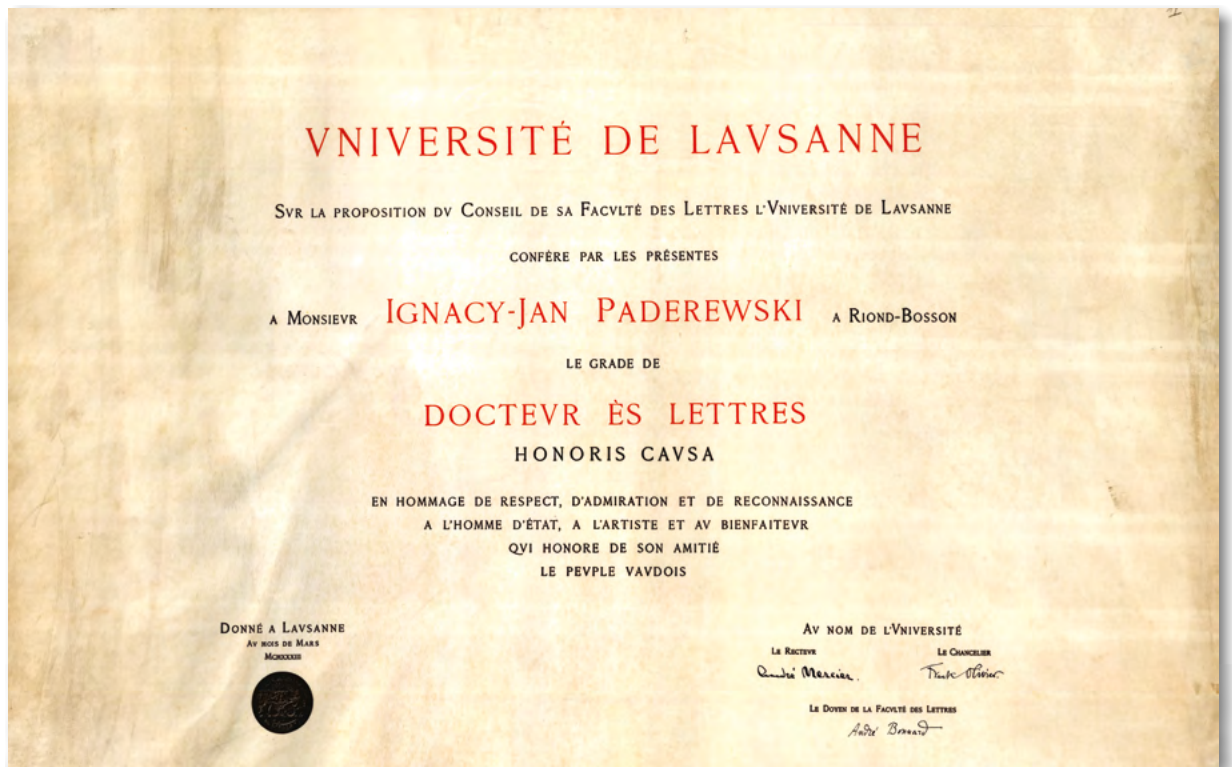 VNIVERSITÉ DE LAVSANNE
SVR LA PROPOSITION DV CONSEIL DE SA FACVLTÉ DES LETTRES L'VNIVERSITÉ DE LAVSANNE
CONFÈRE PAR LES PRÉSENTES
A MONSIEVR IGNACY-JAN PADEREWSKI A RIOND-BOSSON
LE GRADE DE
DOCTEVR ÈS LETTRES
HONORIS CAVSA
EN HOMMAGE DE RESPECT, D'ADMIRATION ET DE RECONNAISSANCE
A L'HOMME D'ÉTAT, A L'ARTISTE ET AV BIENFAITEVR
QVI HONORE DE SON AMITIÉ
LE PEVPLE VAVDOIS
DONNÉ A LAVSANNE
AV MOIS DE MARS
AV NOM DE L'VNIVERSITÉ
LE RECTEVR LE CHANCELIER
André Mercier. Frank Olivier
LE DOYEN DE LA FACVLTÉ DES LETTRES
André Bonnard